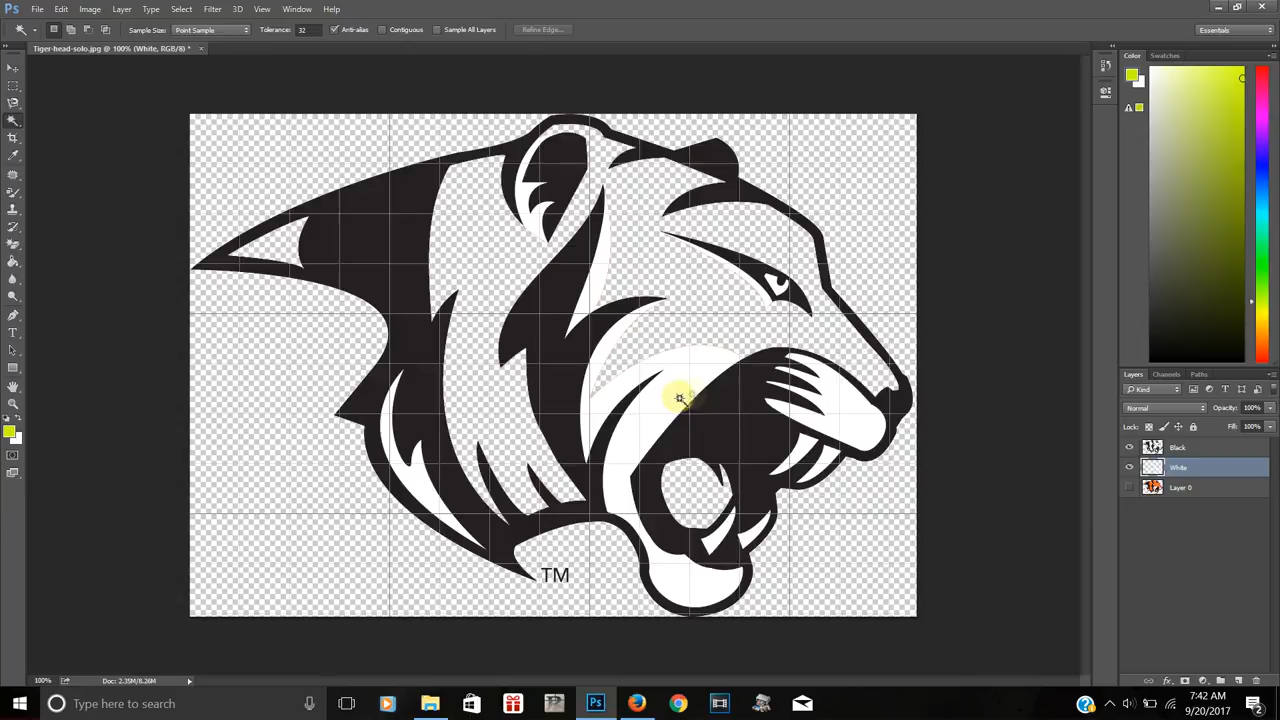 Ps File Edit Image Layer Type Select Filter 3D View Window Help
Sample Size: Point Sample Tolerance: 32 Anti-alias Contiguous Sample All Layers Refine Edge... Essentials
Tiger-head-solo.jpg @ 100% (White, RGB/8) * ×
Color Swatches
TM
Layers Channels Paths
Kind
Normal Opacity: 100%
Lock: Fill: 100%
Black
White
Layer 0
100% Doc: 2.35M/8.26M
Type here to search
Ps
7:42 AM
9/20/2017
2